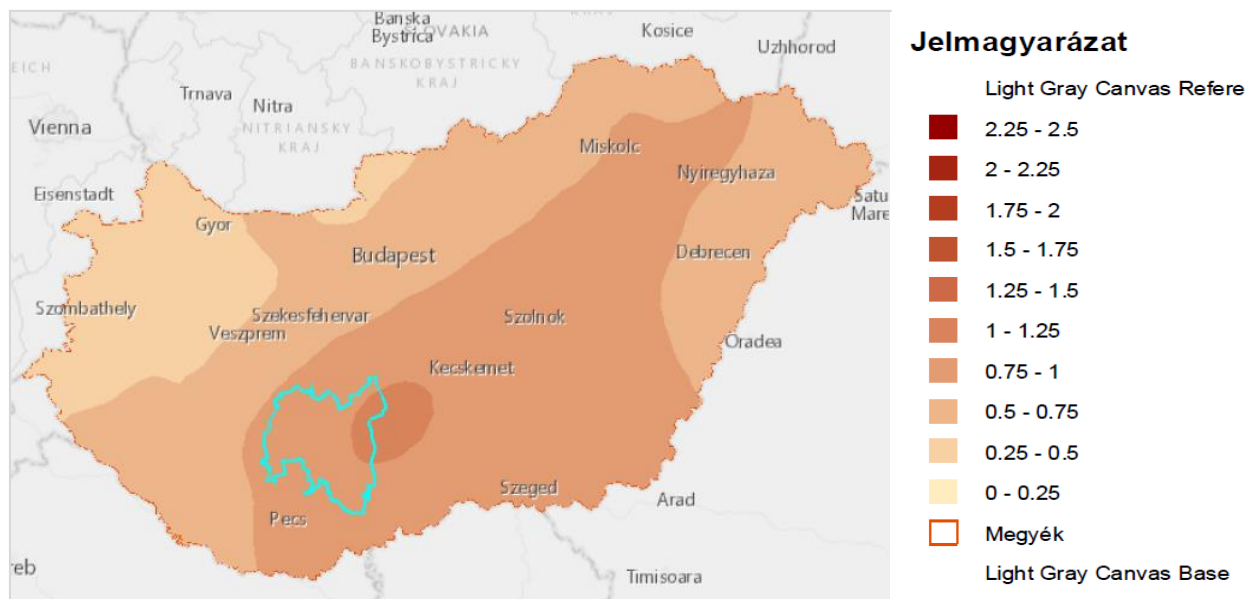 Banska
Bystrica
SLOVAKIA
Kosice
Uzhhorod
BANSKOBYSTRICKY
KRAJ
EICH
Trnava
Nitra
NITRIANSKY
KRAJ
Vienna
Miskolc
Nyiregyhaza
Eisenstadt
Satu
Mare
Gyor
Budapest
Debrecen
Szombathely
Szekesfehervar
Veszprem
Szolnok
Oradea
Kecskemet
Szeged
Arad
Pecs
reb
Timisoara
Jelmagyarázat
Light Gray Canvas Refere
2.25 - 2.5
2 - 2.25
1.75 - 2
1.5 - 1.75
1.25 - 1.5
1 - 1.25
0.75 - 1
0.5 - 0.75
0.25 - 0.5
0 - 0.25
Megyék
Light Gray Canvas Base